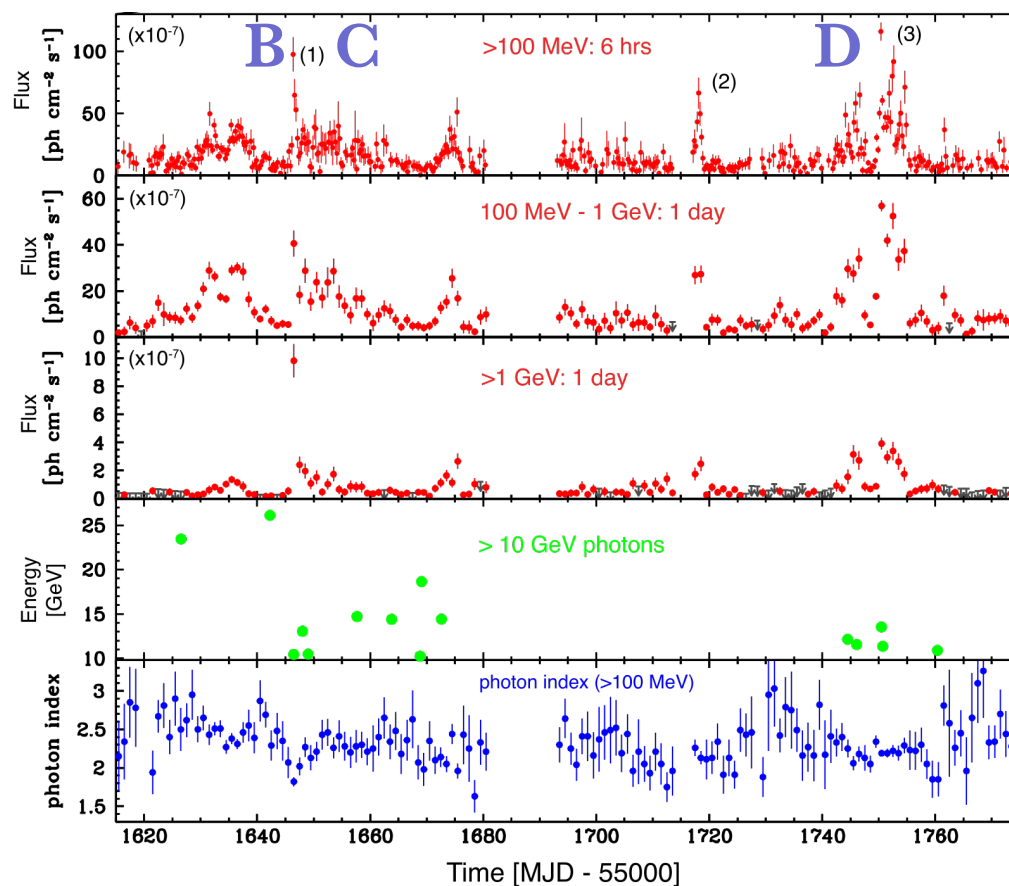 (x10⁻⁷)
B
(1)
C
>100 MeV: 6 hrs
(2)
D
(3)
Flux
[ph cm⁻² s⁻¹]
100
50
0
(x10⁻⁷)
100 MeV - 1 GeV: 1 day
Flux
[ph cm⁻² s⁻¹]
60
40
20
0
(x10⁻⁷)
>1 GeV: 1 day
Flux
[ph cm⁻² s⁻¹]
10
8
6
4
2
0
> 10 GeV photons
Energy
[GeV]
25
20
15
10
photon index (>100 MeV)
photon index
3
2.5
2
1.5
1620 1640 1660 1680 1700 1720 1740 1760
Time [MJD - 55000]